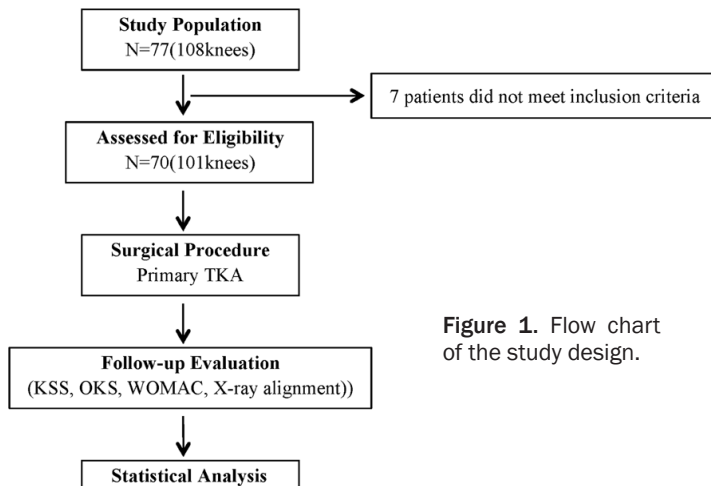 Study Population
N=77(108knees)
7 patients did not meet inclusion criteria
Assessed for Eligibility
N=70(101knees)
Surgical Procedure
Primary TKA
Figure 1. Flow chart
of the study design.
Follow-up Evaluation
(KSS, OKS, WOMAC, X-ray alignment))
Statistical Analysis